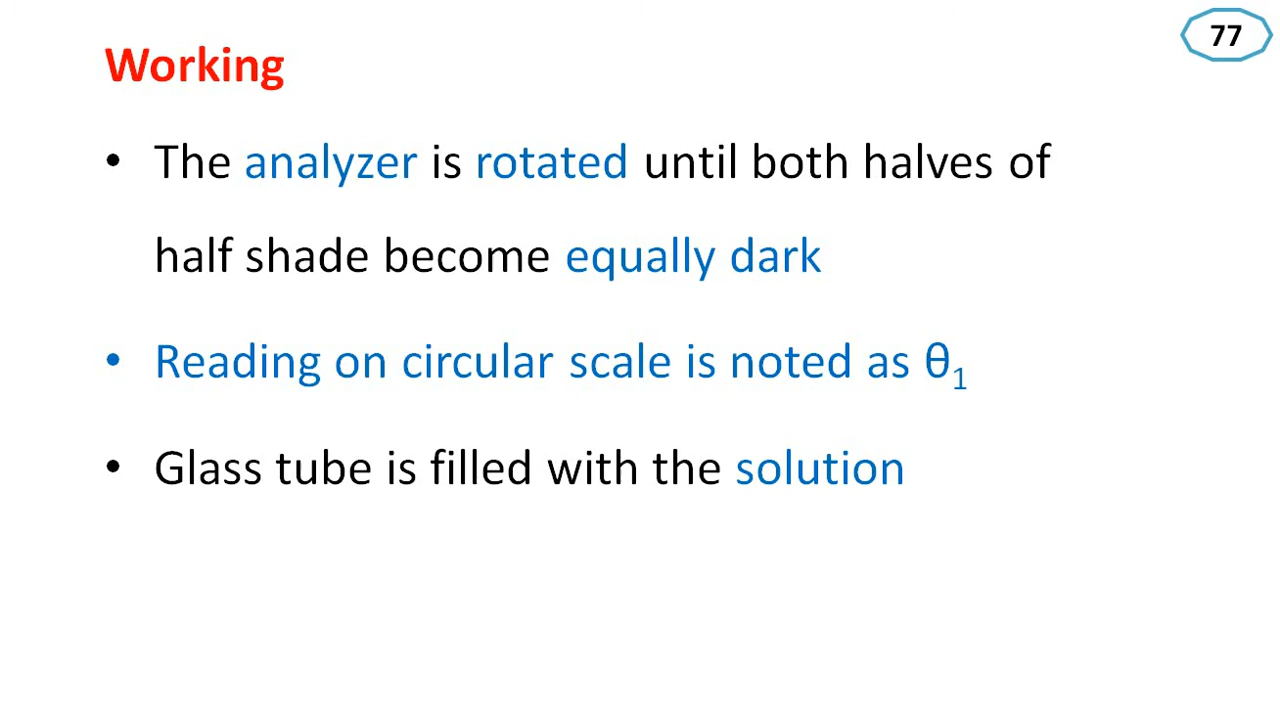 77
Working
• The analyzer is rotated until both halves of
half shade become equally dark
• Reading on circular scale is noted as θ₁
• Glass tube is filled with the solution